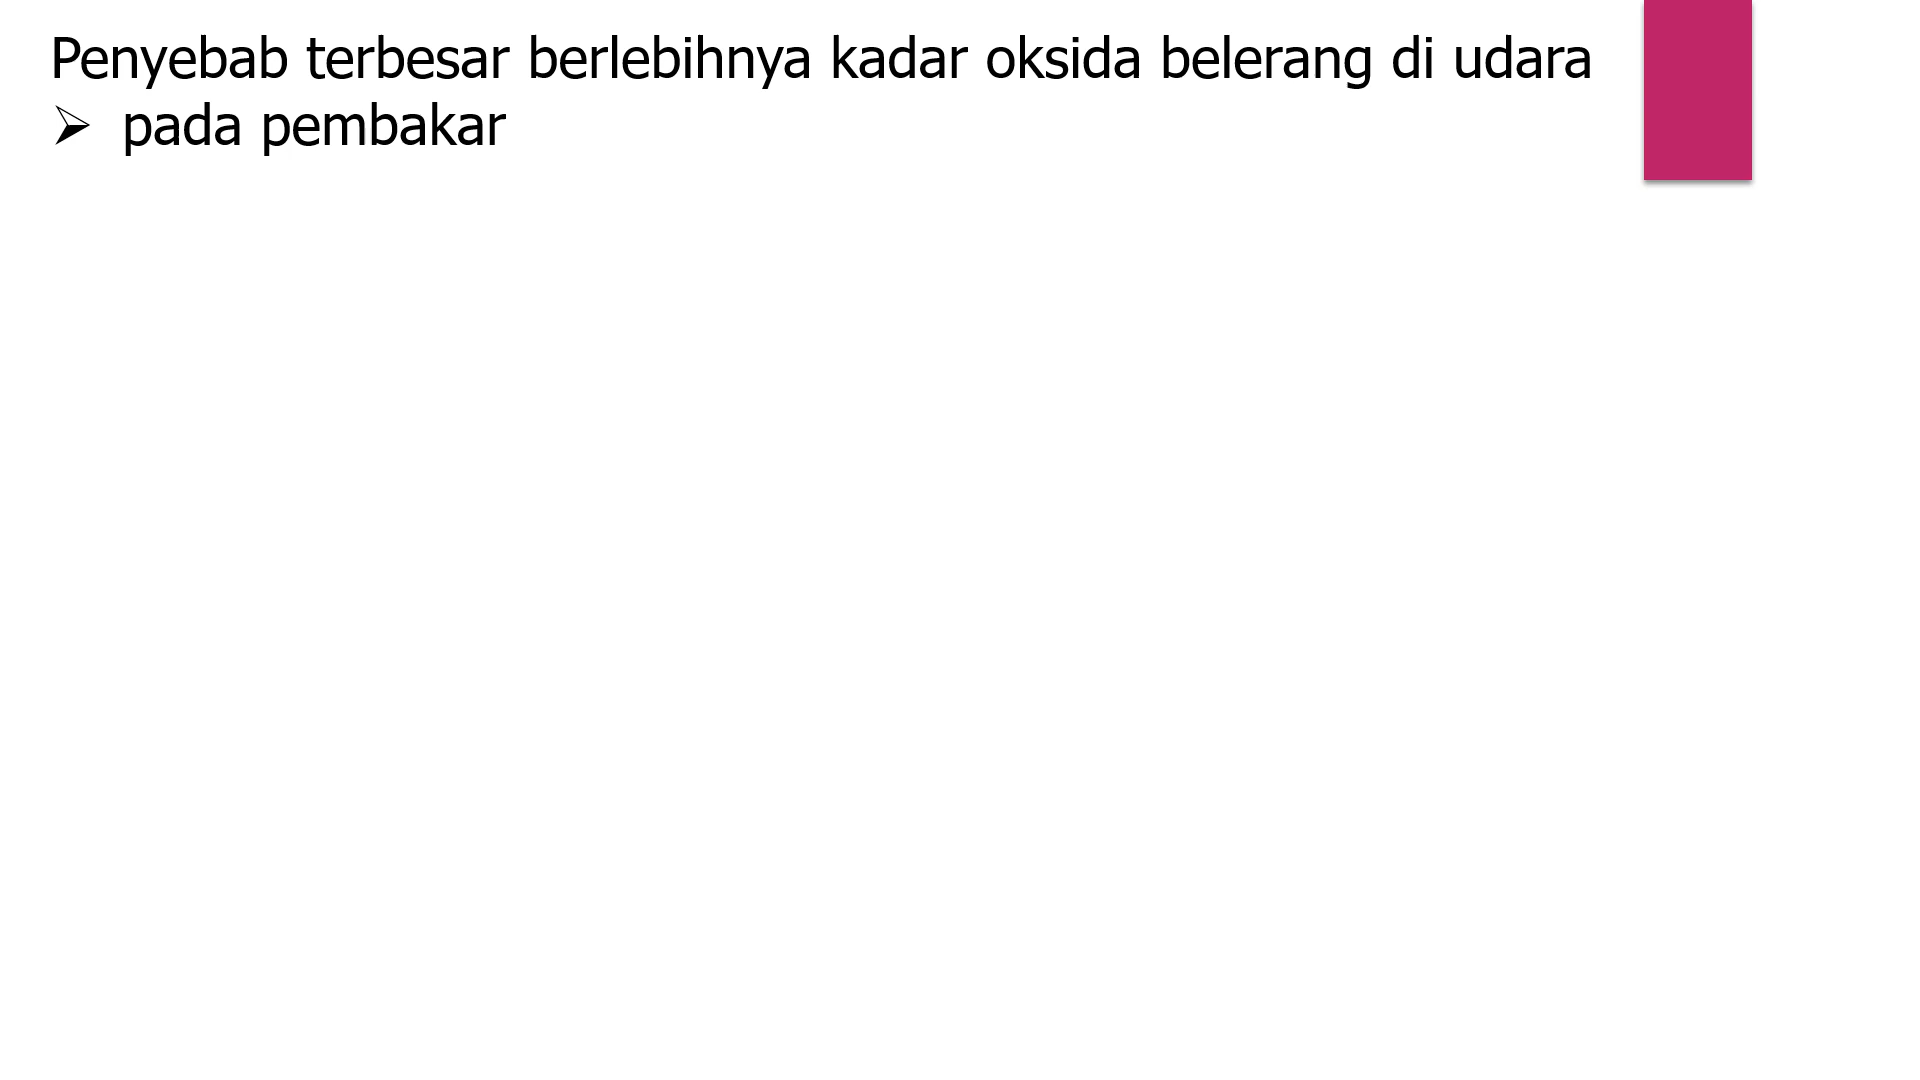 Penyebab terbesar berlebihnya kadar oksida belerang di udara
➢ pada pembakar